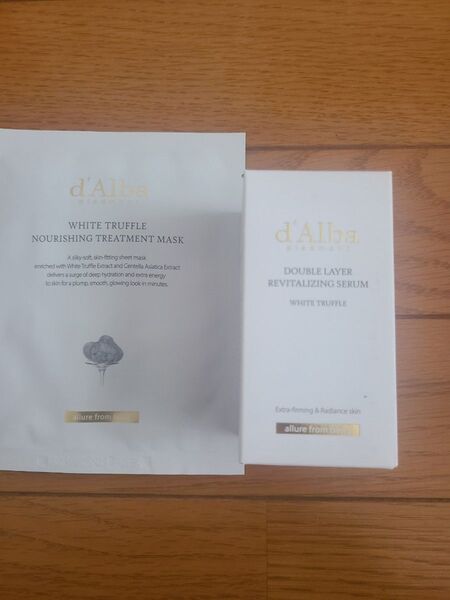 d'Alba
piedmont
WHITE TRUFFLE
NOURISHING TREATMENT MASK
A silky-soft, skin-fitting sheet mask
enriched with White Truffle Extract and Centella Asiatica Extract
delivers a surge of deep hydration and extra energy
to skin for a plump, smooth, glowing look in minutes.
allure from
d'Alba
piedmont
DOUBLE LAYER
REVITALIZING SERUM
WHITE TRUFFLE
Extra-firming & Radiance skin
allure from